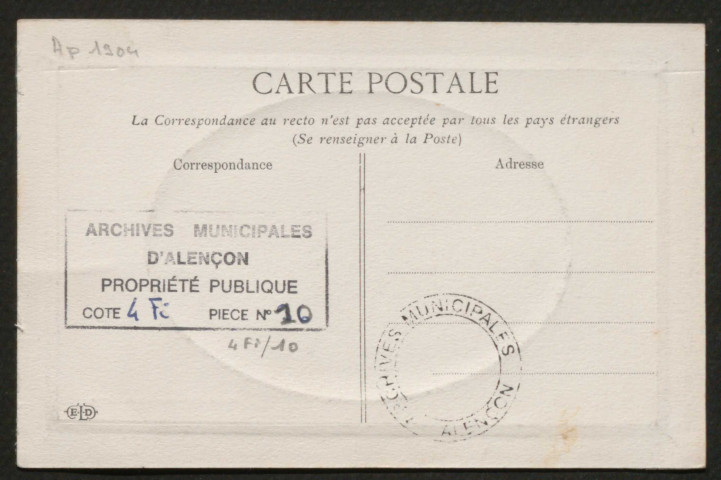 Ap 1904
CARTE POSTALE
La Correspondance au recto n'est pas acceptée par tous les pays étrangers
(Se renseigner à la Poste)
Correspondance
Adresse
ARCHIVES MUNICIPALES
D'ALENÇON
PROPRIÉTÉ PUBLIQUE
COTE 4 Fi PIECE N° 10
4 Fi/10
ARCHIVES MUNICIPALES
ALENÇON
E.L.D